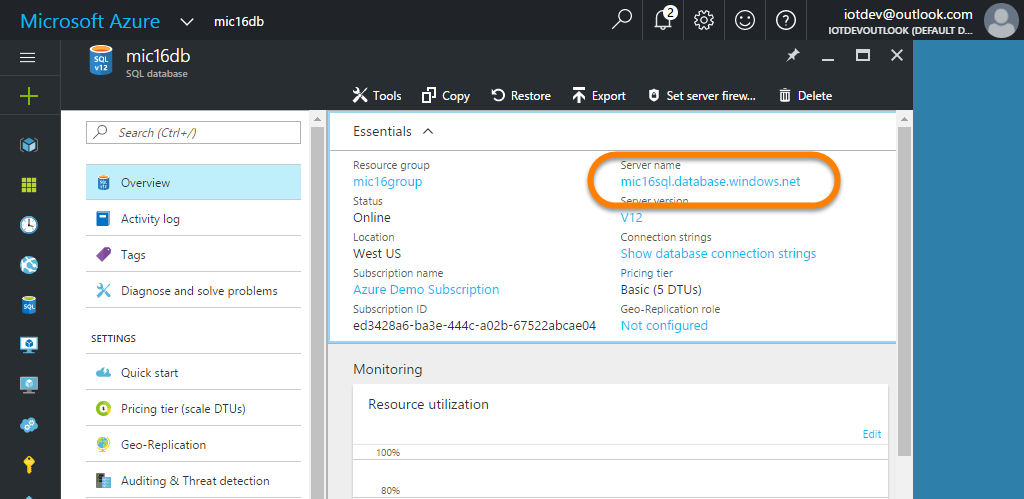 Microsoft Azure
mic16db
2
iotdev@outlook.com
IOTDEVOUTLOOK (DEFAULT D...
SQL
v12
mic16db
SQL database
Tools
Copy
Restore
Export
Set server firew...
Delete
Search (Ctrl+/)
Overview
Activity log
Tags
Diagnose and solve problems
SETTINGS
Quick start
Pricing tier (scale DTUs)
Geo-Replication
Auditing & Threat detection
Essentials
Resource group
mic16group
Status
Online
Location
West US
Subscription name
Azure Demo Subscription
Subscription ID
ed3428a6-ba3e-444c-a02b-67522abcae04
Server name
mic16sql.database.windows.net
Server version
V12
Connection strings
Show database connection strings
Pricing tier
Basic (5 DTUs)
Geo-Replication role
Not configured
Monitoring
Resource utilization
Edit
100%
80%